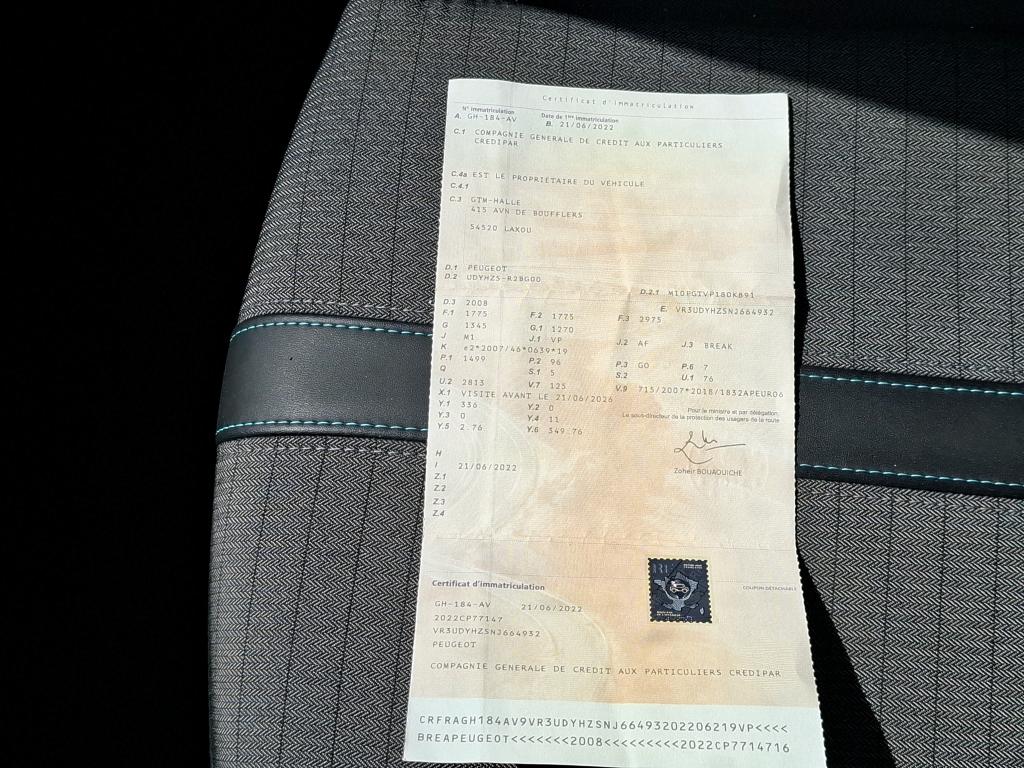 Certificat d'immatriculation
N° immatriculation Date de 1ère immatriculation
A. GH-184-AV B. 21/06/2022
C.1 COMPAGNIE GENERALE DE CREDIT AUX PARTICULIERS
CREDIPAR
C.4a EST LE PROPRIÉTAIRE DU VÉHICULE
C.4.1
C.3 GTM-HALLE
415 AVN DE BOUFFLERS
54520 LAXOU
D.1 PEUGEOT
D.2 UDYHZS-R2BG00
D.2.1 M10PGTVP180K891
D.3 2008 E. VR3UDYHZSNJ664932
F.1 1775 F.2 1775 F.3 2975
G 1345 G.1 1270
J M1 J.1 VP J.2 AF J.3 BREAK
K. e2*2007/46*0639*19
P.1 1499 P.2 96 P.3 GO P.6 7
Q S.1 5 S.2 U.1 76
U.2 2813 V.7 125 V.9 715/2007*2018/1832APEURO6
X.1 VISITE AVANT LE 21/06/2026
Y.1 336 Y.2 0
Y.3 0 Y.4 11
Y.5 2.76 Y.6 349.76
Pour le ministre et par délégation,
Le sous-directeur de la protection des usagers de la route
Zoheir BOUAOUICHE
H
I 21/06/2022
Z.1
Z.2
Z.3
Z.4
RF
COUPON DÉTACHABLE
Certificat d'immatriculation
GH-184-AV 21/06/2022
2022CP77147
VR3UDYHZSNJ664932
PEUGEOT
COMPAGNIE GENERALE DE CREDIT AUX PARTICULIERS CREDIPAR
CRFRAGH184AV9VR3UDYHZSNJ66493202206219VP<<<<
BREAPEUGEOT<<<<<<<2008<<<<<<<<<2022CP7714716